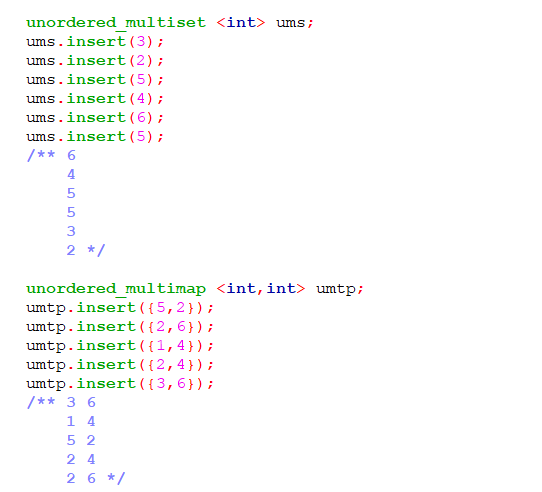 unordered_multiset <int> ums;
ums.insert(3);
ums.insert(2);
ums.insert(5);
ums.insert(4);
ums.insert(6);
ums.insert(5);
/** 6
4
5
5
3
2 */
unordered_multimap <int,int> umtp;
umtp.insert({5,2});
umtp.insert({2,6});
umtp.insert({1,4});
umtp.insert({2,4});
umtp.insert({3,6});
/** 3 6
1 4
5 2
2 4
2 6 */